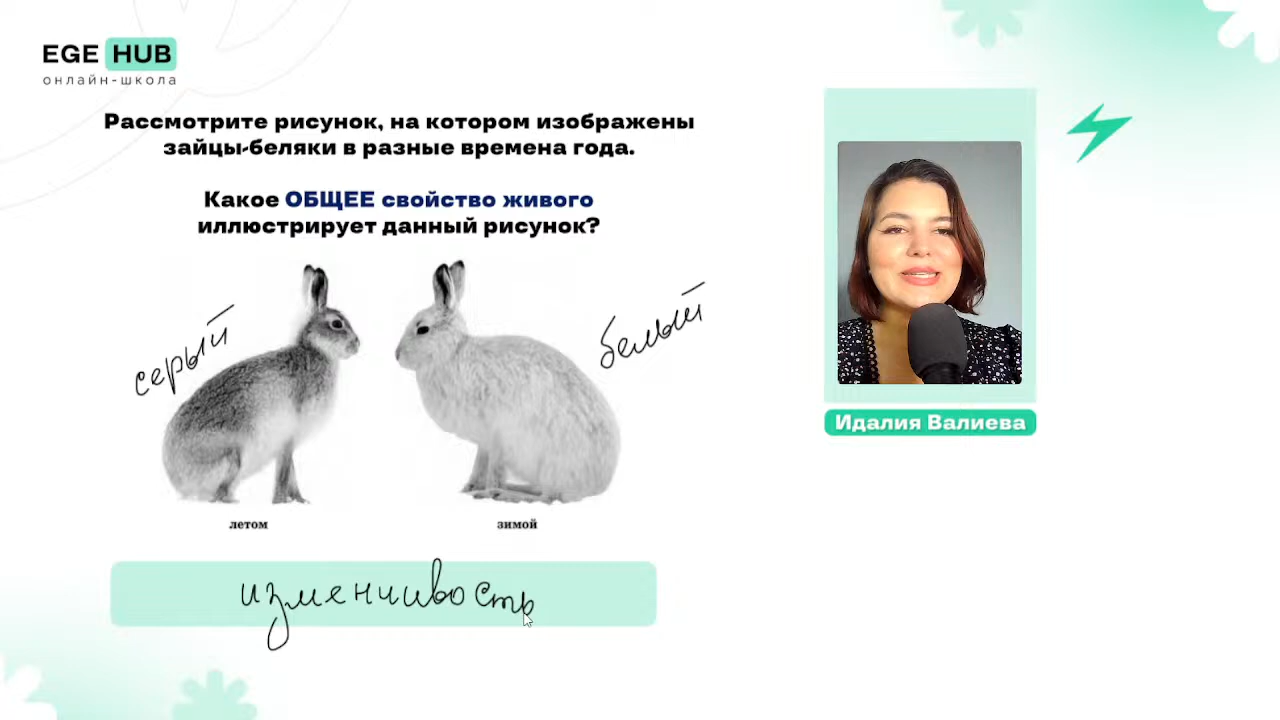 EGE HUB
онлайн-школа
Рассмотрите рисунок, на котором изображены
зайцы-беляки в разные времена года.
Какое ОБЩЕЕ свойство живого
иллюстрирует данный рисунок?
серый
белый
летом
зимой
изменчивость
Идалия Валиева